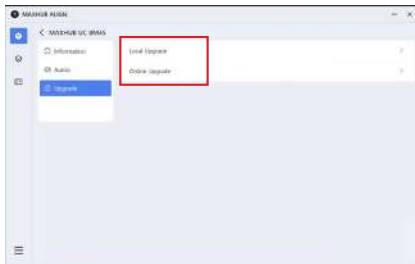 MAXHUB ALIGN
MAXHUB UC BM45
Information
Audio
Upgrade
Local Upgrade
Online Upgrade